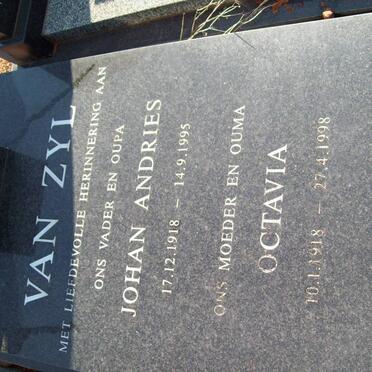 VAN ZYL
MET LIEFDEVOLLE HERINNERING AAN
ONS VADER EN OUPA
JOHAN ANDRIES
17.12.1918 – 14.9.1995
ONS MOEDER EN OUMA
OCTAVIA
10.1.1918 – 27.4.1998